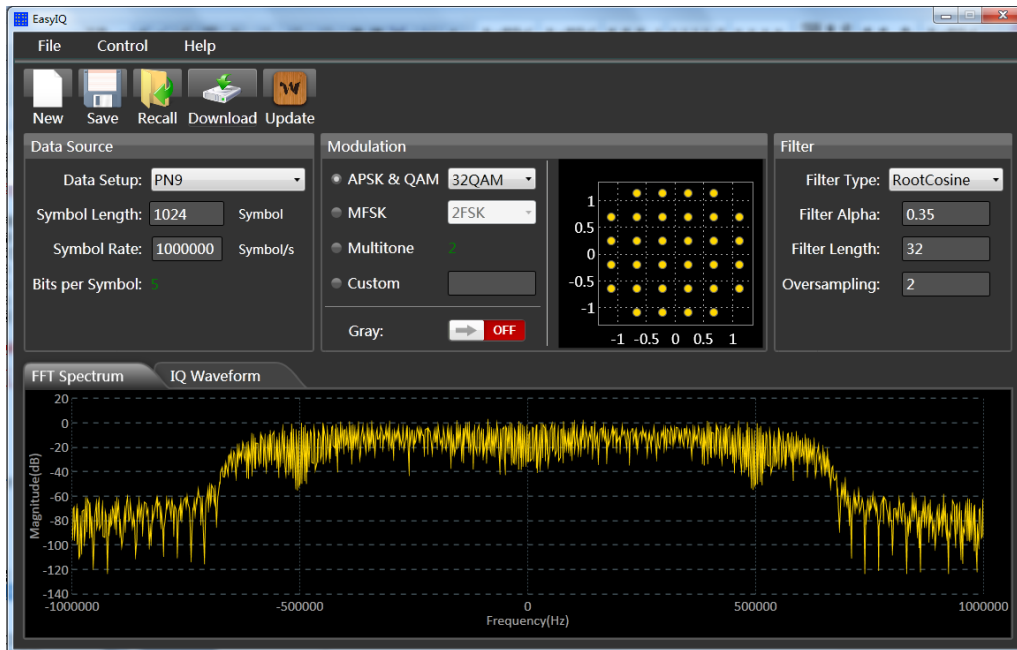 EasyIQ
File Control Help
New Save Recall Download Update
Data Source
Data Setup: PN9
Symbol Length: 1024 Symbol
Symbol Rate: 1000000 Symbol/s
Bits per Symbol: 5
Modulation
APSK & QAM 32QAM
MFSK 2FSK
Multitone 2
Custom
Gray: OFF
1
0.5
0
-0.5
-1
-1 -0.5 0 0.5 1
Filter
Filter Type: RootCosine
Filter Alpha: 0.35
Filter Length: 32
Oversampling: 2
FFT Spectrum IQ Waveform
Magnitude(dB)
20
0
-20
-40
-60
-80
-100
-120
-140
-1000000 -500000 0 500000 1000000
Frequency(Hz)